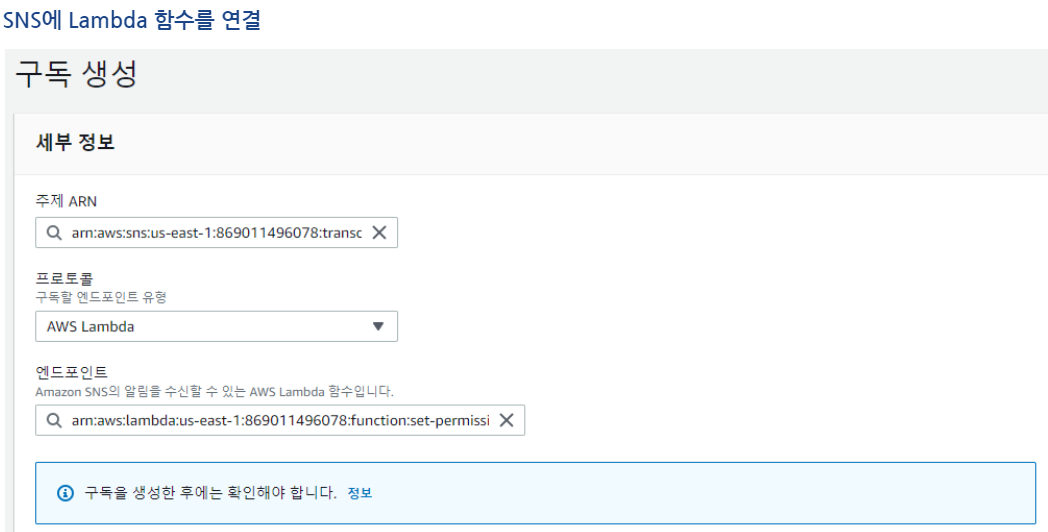 SNS에 Lambda 함수를 연결
구독 생성
세부 정보
주제 ARN
arn:aws:sns:us-east-1:869011496078:transc
프로토콜
구독할 엔드포인트 유형
AWS Lambda
엔드포인트
Amazon SNS의 알림을 수신할 수 있는 AWS Lambda 함수입니다.
arn:aws:lambda:us-east-1:869011496078:function:set-permissi
구독을 생성한 후에는 확인해야 합니다. 정보